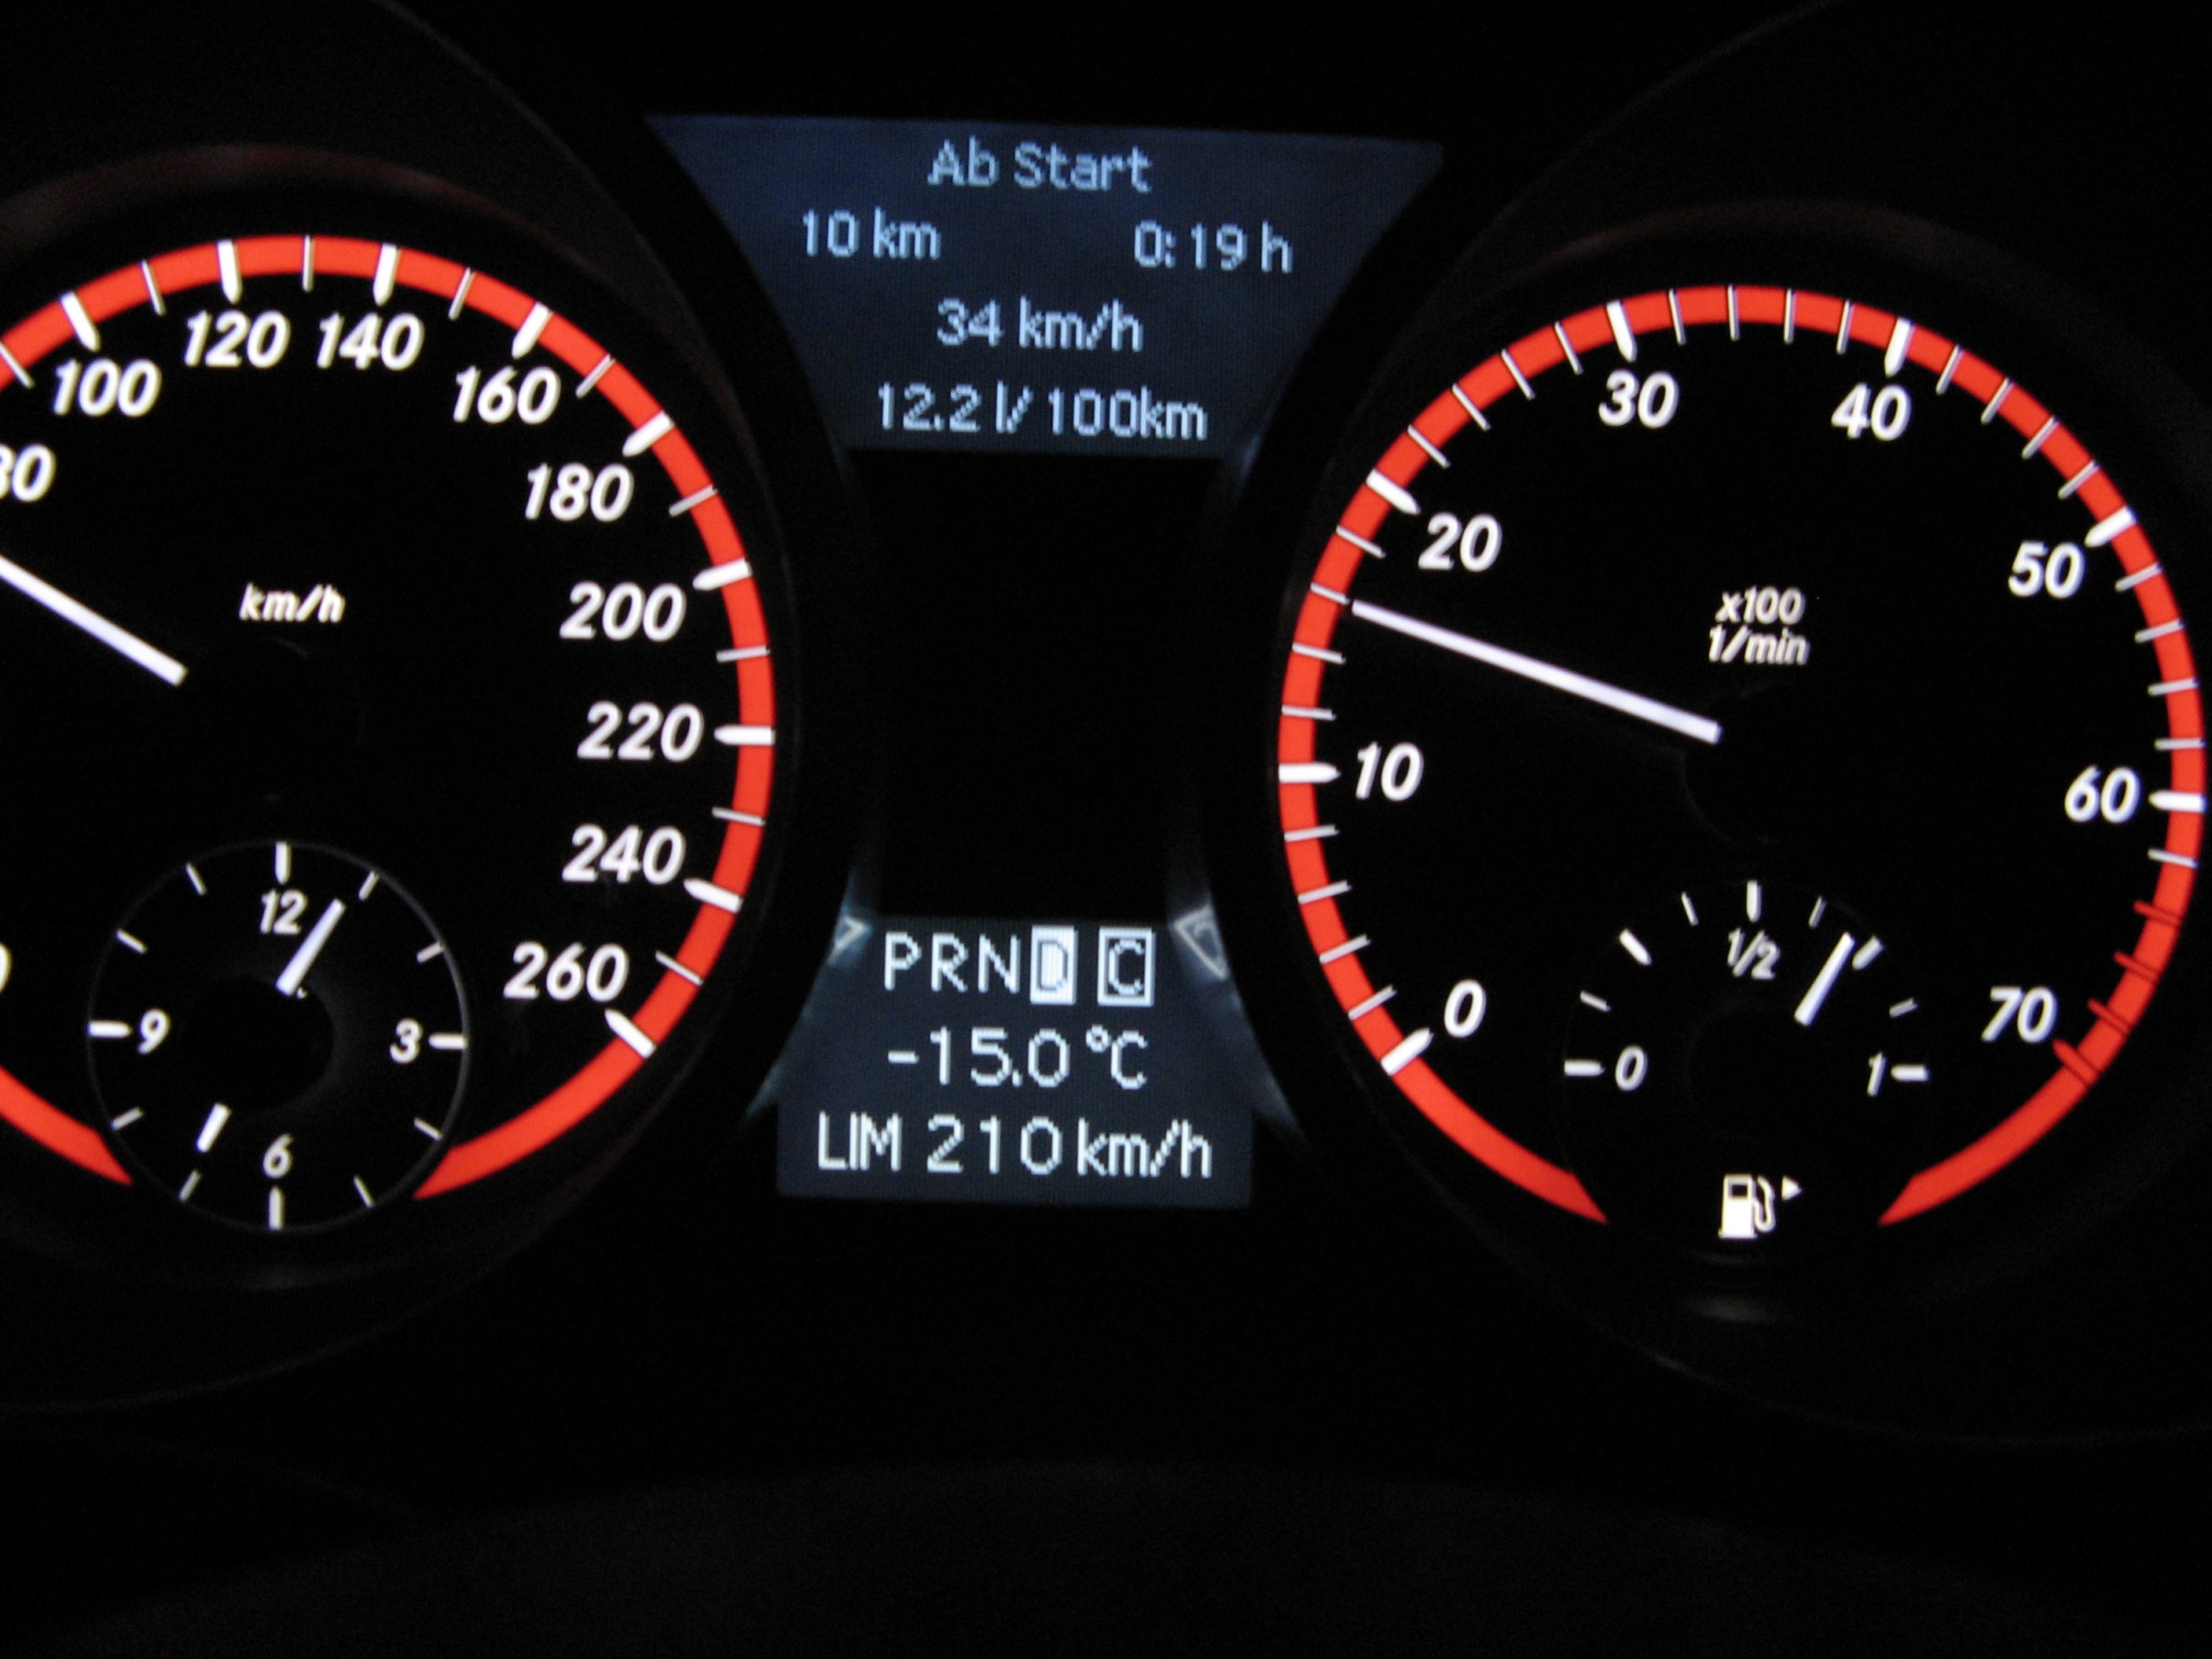 Ab Start
10 km 0:19 h
34 km/h
12.2 l/100km
100 120 140 160 180 200 220 240 260
km/h
12 3 6 9
PRND C
-15.0 °C
LIM 210 km/h
0 10 20 30 40 50 60 70
x100
1/min
0 1/2 1